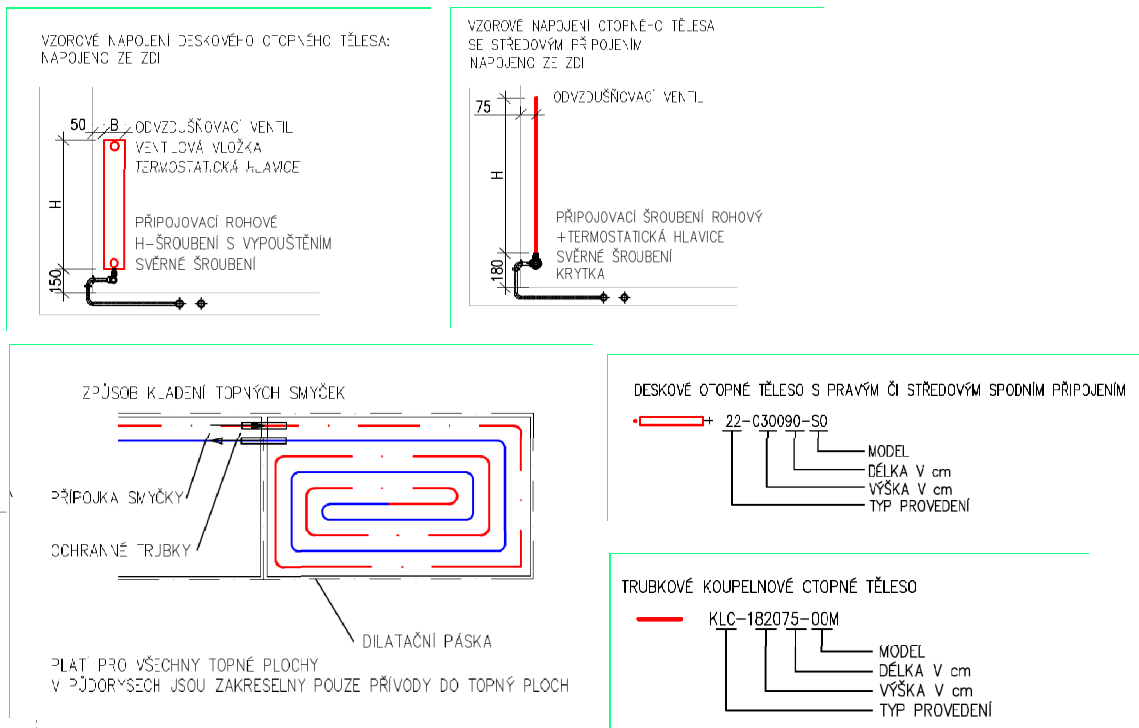 VZOROVÉ NAPOJENÍ DESKOVÉHO OTOPNÉHO TĚLESA:
NAPOJENO ZE ZDI
50
B
ODVZDUŠŇOVACÍ VENTIL
VENTILOVÁ VLOŽKA
TERMOSTATICKÁ HLAVICE
H
PŘIPOJOVACÍ ROHOVÉ
H-ŠROUBENÍ S VYPOUŠTĚNÍM
SVĚRNÉ ŠROUBENÍ
150
VZOROVÉ NAPOJENÍ OTOPNÉHO TĚLESA
SE STŘEDOVÝM PŘIPOJENÍM
NAPOJENO ZE ZDI
75
ODVZDUŠŇOVACÍ VENTIL
H
PŘIPOJOVACÍ ŠROUBENÍ ROHOVÝ
+TERMOSTATICKÁ HLAVICE
SVĚRNÉ ŠROUBENÍ
KRYTKA
180
ZPŮSOB KLADENÍ TOPNÝCH SMYČEK
PŘÍPOJKA SMYČKY
OCHRANNÉ TRUBKY
DILATAČNÍ PÁSKA
PLATÍ PRO VŠECHNY TOPNÉ PLOCHY
V PŮDORYSECH JSOU ZAKRESELNY POUZE PŘÍVODY DO TOPNÝ PLOCH
DESKOVÉ OTOPNÉ TĚLESO S PRAVÝM ČI STŘEDOVÝM SPODNÍM PŘIPOJENÍM
22-030090-S0
MODEL
DÉLKA V cm
VÝŠKA V cm
TYP PROVEDENÍ
TRUBKOVÉ KOUPELNOVÉ OTOPNÉ TĚLESO
KLC-182075-00M
MODEL
DÉLKA V cm
VÝŠKA V cm
TYP PROVEDENÍ